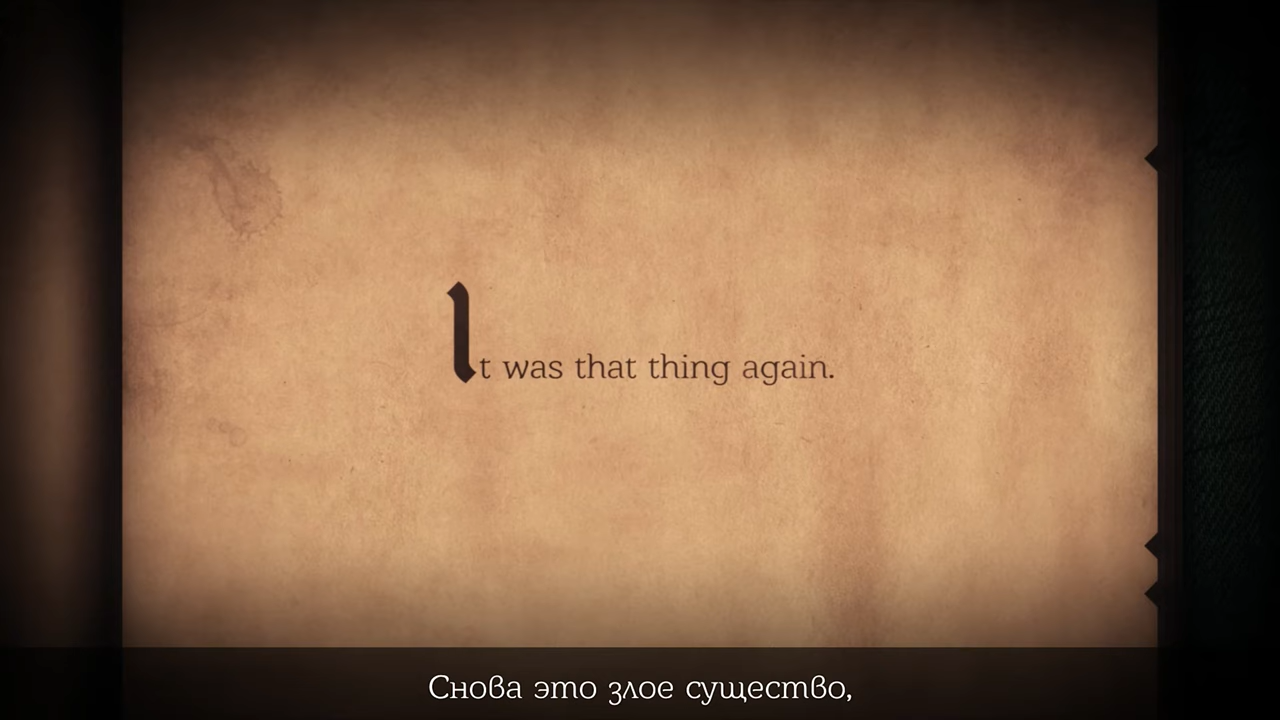 It was that thing again.
Снова это злое существо,